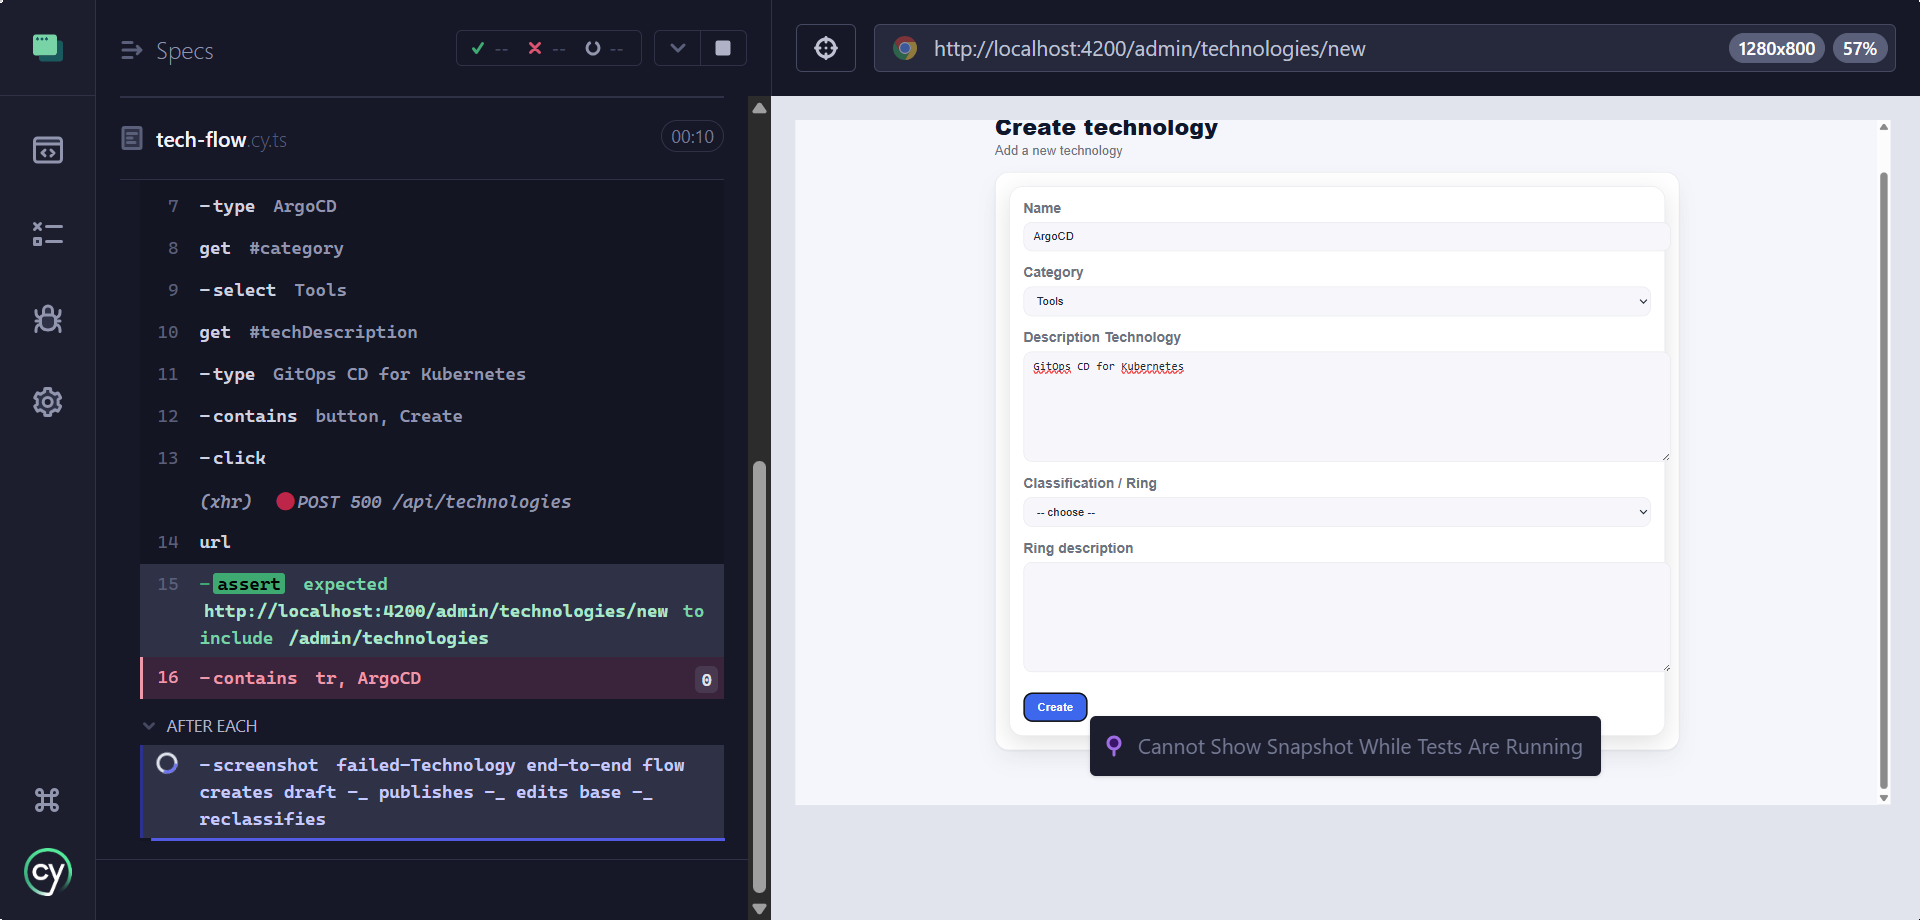 Specs
-- -- --
tech-flow.cy.ts
00:10
7 -type ArgoCD
8 get #category
9 -select Tools
10 get #techDescription
11 -type GitOps CD for Kubernetes
12 -contains button, Create
13 -click
(xhr) POST 500 /api/technologies
14 url
15 -assert expected
http://localhost:4200/admin/technologies/new to
include /admin/technologies
16 -contains tr, ArgoCD 0
AFTER EACH
-screenshot failed-Technology end-to-end flow
creates draft -_ publishes -_ edits base -_
reclassifies
cy
http://localhost:4200/admin/technologies/new
1280x800
57%
Create technology
Add a new technology
Name
ArgoCD
Category
Tools
Description Technology
GitOps CD for Kubernetes
Classification / Ring
-- choose --
Ring description
Create
Cannot Show Snapshot While Tests Are Running